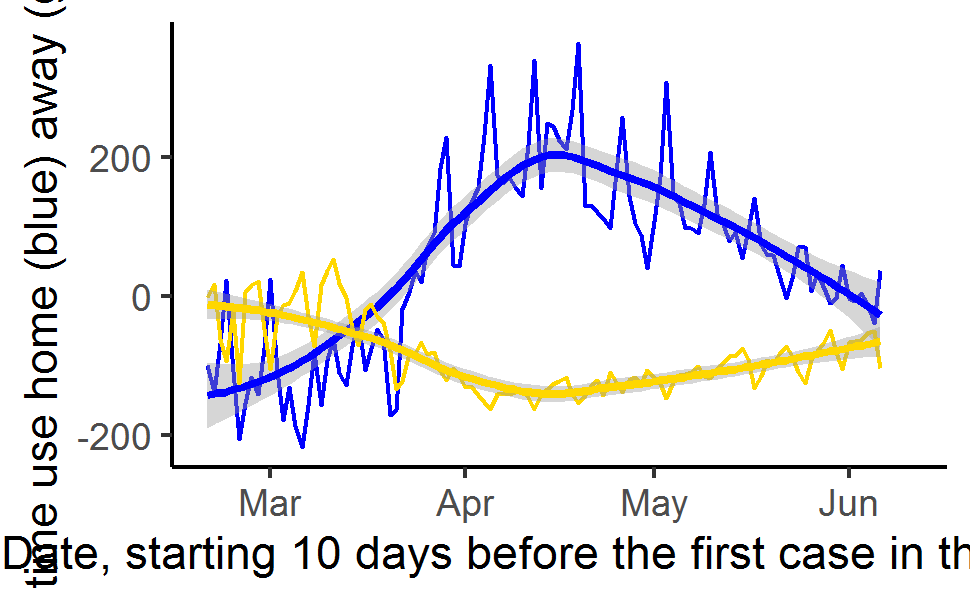 time use home (blue) away (
200
0
-200
Mar Apr May Jun
Date, starting 10 days before the first case in th